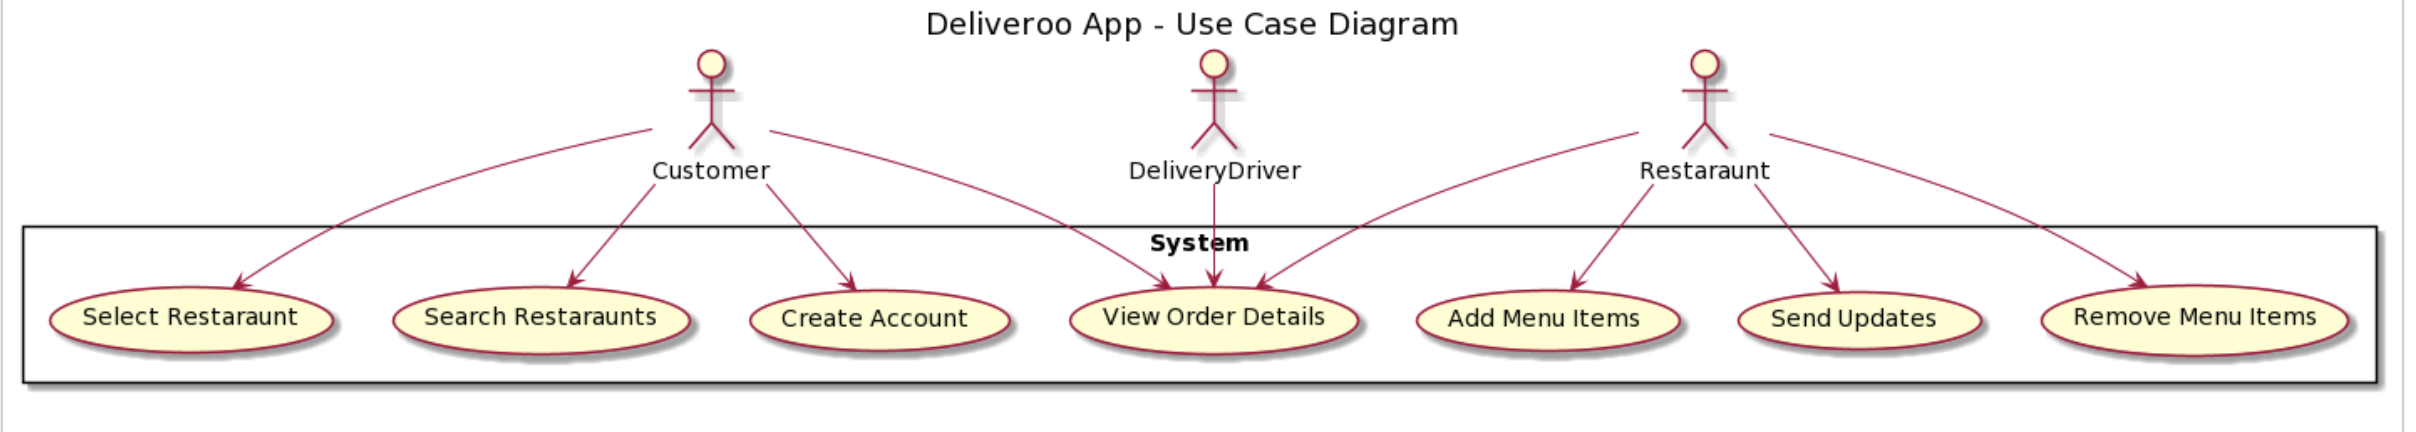 Deliveroo App - Use Case Diagram
Customer
DeliveryDriver
Restaraunt
System
Select Restaraunt
Search Restaraunts
Create Account
View Order Details
Add Menu Items
Send Updates
Remove Menu Items